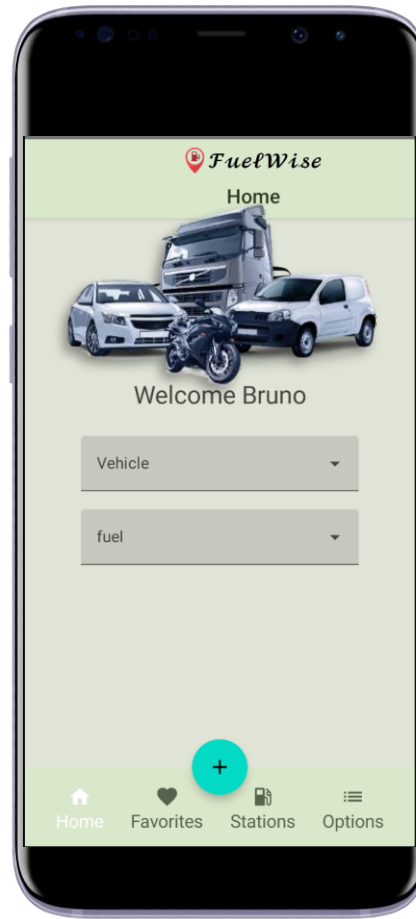 FuelWise
Home
Welcome Bruno
Vehicle
fuel
+
Home Favorites Stations Options